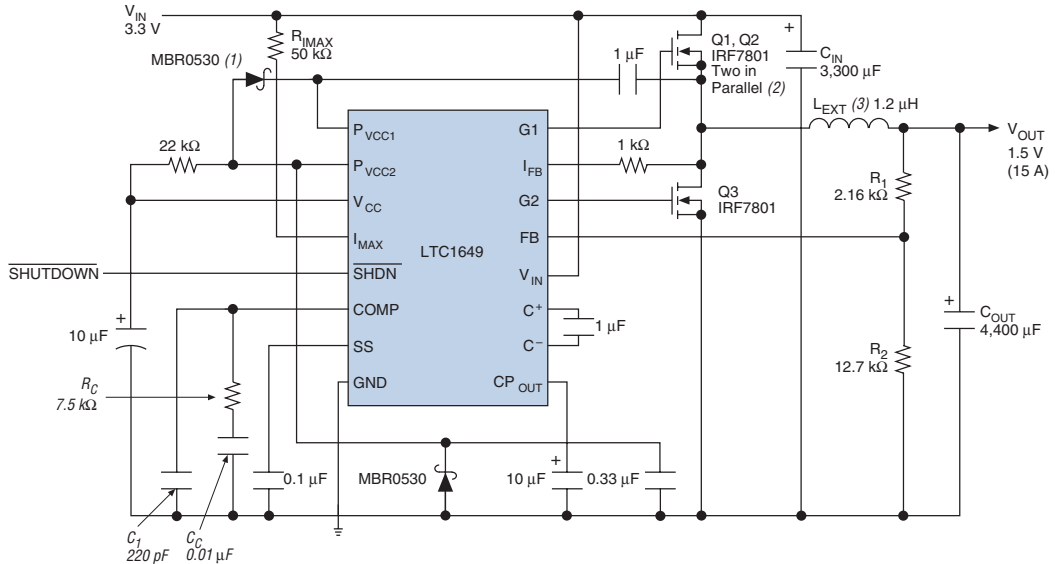 V_IN
3.3 V
R_IMAX
50 kΩ
MBR0530 (1)
1 µF
Q1, Q2
IRF7801
Two in
Parallel (2)
+
C_IN
3,300 µF
L_EXT (3) 1.2 µH
V_OUT
1.5 V
(15 A)
22 kΩ
P_VCC1
P_VCC2
V_CC
I_MAX
SHDN
COMP
SS
GND
LTC1649
G1
I_FB
G2
FB
V_IN
C+
C−
CP_OUT
1 kΩ
Q3
IRF7801
R_1
2.16 kΩ
SHUTDOWN
+
10 µF
1 µF
+
C_OUT
4,400 µF
R_2
12.7 kΩ
R_C
7.5 kΩ
0.1 µF
MBR0530
+
10 µF
0.33 µF
C_1
220 pF
C_C
0.01 µF